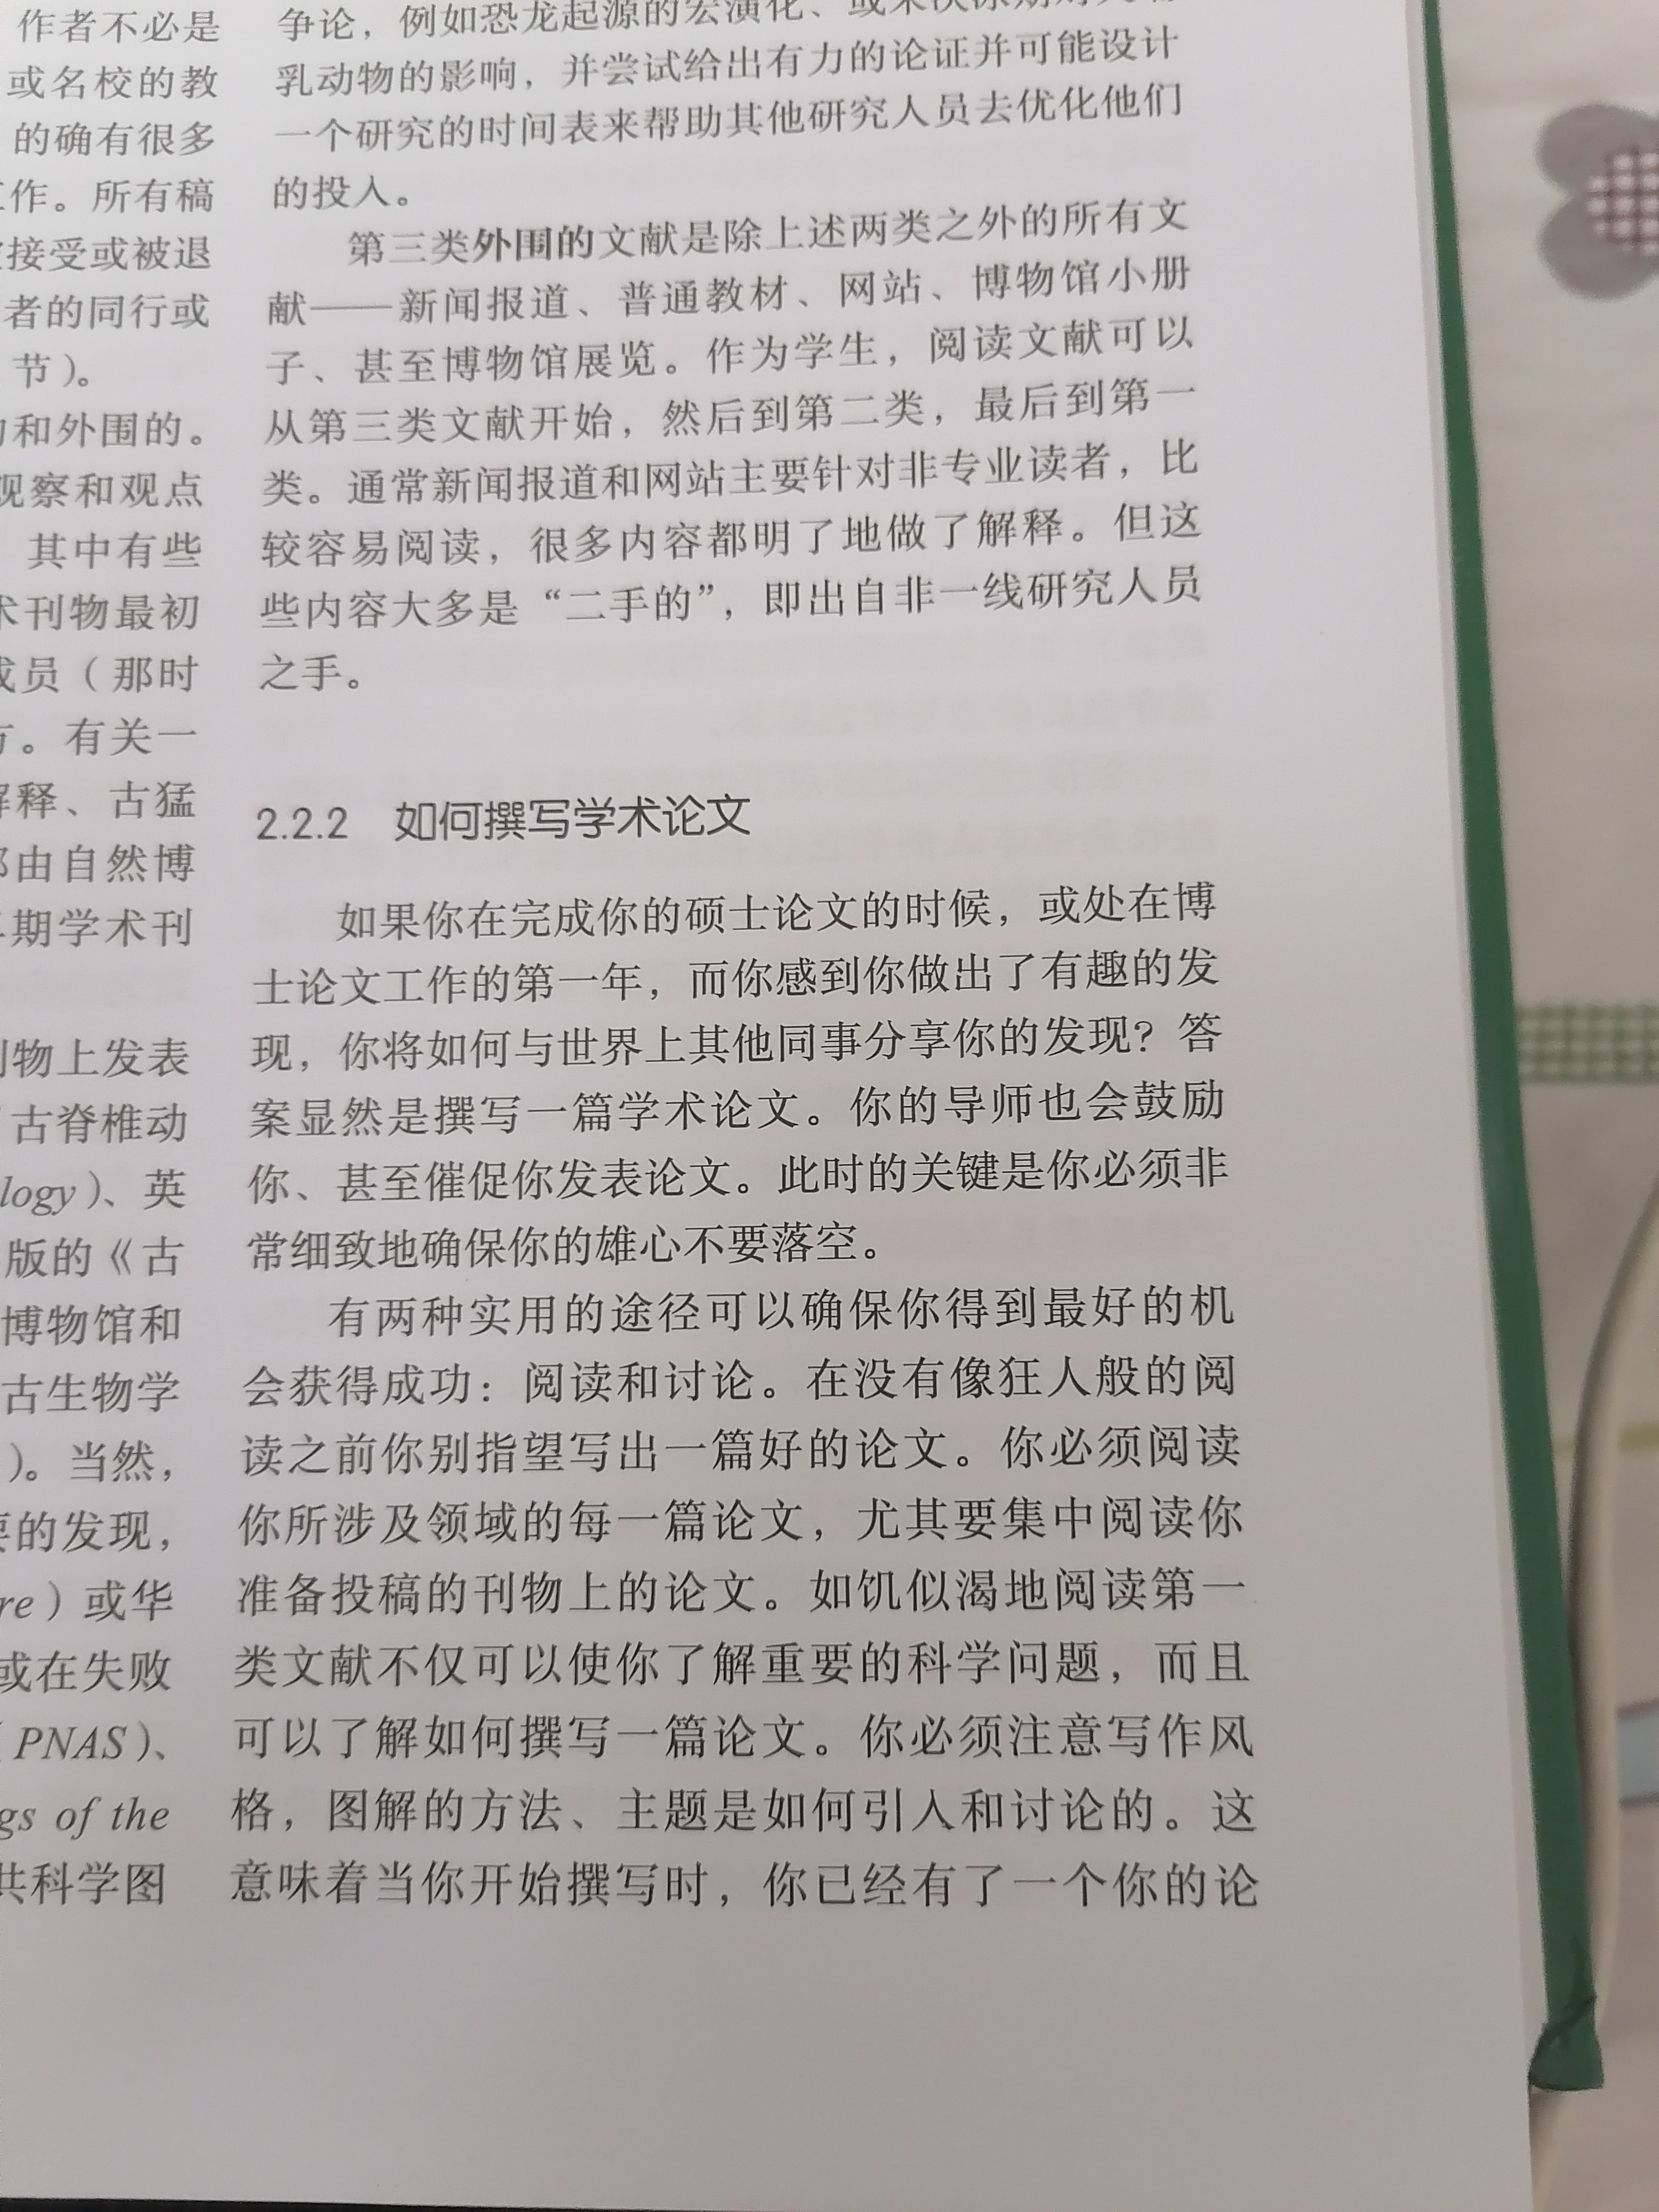 作者不必是
或名校的教
的确有很多
作。所有稿
接受或被退
者的同行或
节)。
和外围的。
观察和观点
其中有些
术刊物最初
成员（那时
。有关一
释、古猛
由自然博
期学术刊
物上发表
古脊椎动
logy）、英
版的《古
博物馆和
古生物学
)。当然，
的发现，
re）或华
或在失败
（PNAS）、
gs of the
共科学图
争论，例如恐龙起源的宏演化、或
乳动物的影响，并尝试给出有力的论证并可能设计
一个研究的时间表来帮助其他研究人员去优化他们
的投入。
第三类外围的文献是除上述两类之外的所有文
献——新闻报道、普通教材、网站、博物馆小册
子、甚至博物馆展览。作为学生，阅读文献可以
从第三类文献开始，然后到第二类，最后到第一
类。通常新闻报道和网站主要针对非专业读者，比
较容易阅读，很多内容都明了地做了解释。但这
些内容大多是“二手的”，即出自非一线研究人员
之手。
2.2.2 如何撰写学术论文
如果你在完成你的硕士论文的时候，或处在博
士论文工作的第一年，而你感到你做出了有趣的发
现，你将如何与世界上其他同事分享你的发现？答
案显然是撰写一篇学术论文。你的导师也会鼓励
你、甚至催促你发表论文。此时的关键是你必须非
常细致地确保你的雄心不要落空。
有两种实用的途径可以确保你得到最好的机
会获得成功：阅读和讨论。在没有像狂人般的阅
读之前你别指望写出一篇好的论文。你必须阅读
你所涉及领域的每一篇论文，尤其要集中阅读你
准备投稿的刊物上的论文。如饥似渴地阅读第一
类文献不仅可以使你了解重要的科学问题，而且
可以了解如何撰写一篇论文。你必须注意写作风
格，图解的方法、主题是如何引入和讨论的。这
意味着当你开始撰写时，你已经有了一个你的论